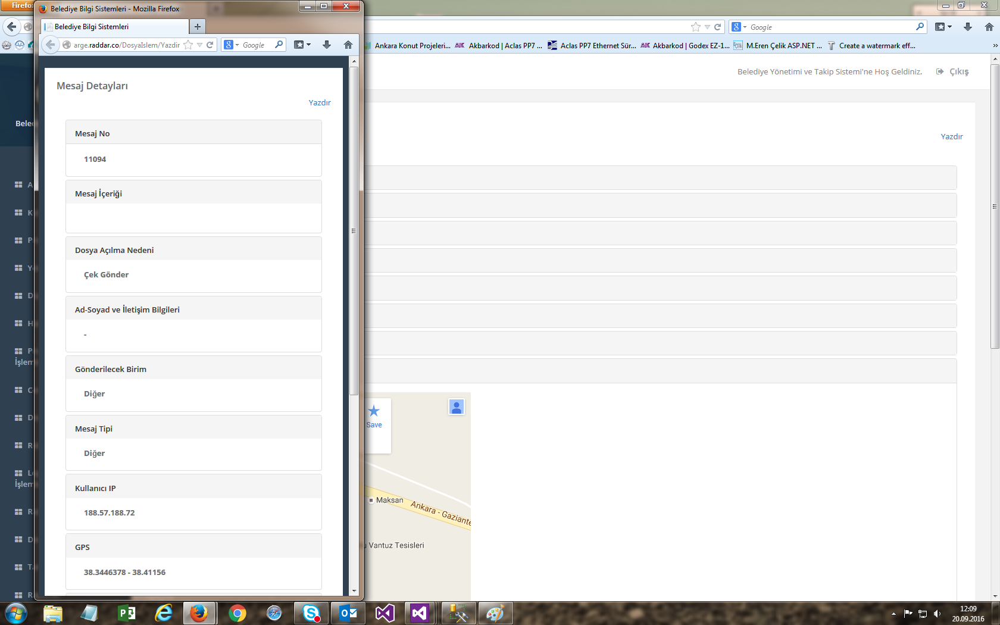 Firefox
Belediye Bilgi Sistemleri - Mozilla Firefox
Belediye Bilgi Sistemleri
arge.raddar.co/DosyaIslem/Yazdir
Google
Google
Ankara Konut Projeleri...
Akbarkod | Aclas PP7 ...
Aclas PP7 Ethernet Sür...
Akbarkod | Godex EZ-1...
M.Eren Çelik ASP.NET ...
Create a watermark eff...
Belediye Yönetimi ve Takip Sistemi'ne Hoş Geldiniz.
Çıkış
Mesaj Detayları
Yazdır
Yazdır
Mesaj No
11094
Mesaj İçeriği
Dosya Açılma Nedeni
Çek Gönder
Ad-Soyad ve İletişim Bilgileri
-
Gönderilecek Birim
Diğer
Mesaj Tipi
Diğer
Kullanıcı IP
188.57.188.72
GPS
38.3446378 - 38.41156
Save
Maksan
Ankara - Gaziante
u Vantuz Tesisleri
12:09
20.09.2016